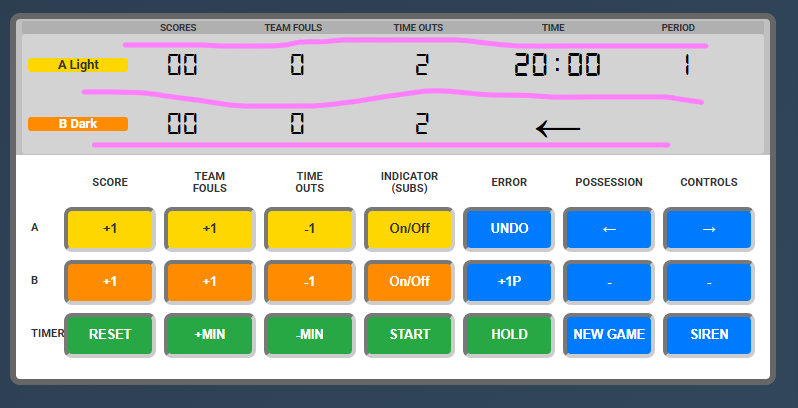 SCORES TEAM FOULS TIME OUTS TIME PERIOD
A Light 00 0 2 20:00 1
B Dark 00 0 2 ←
SCORE TEAM FOULS TIME OUTS INDICATOR (SUBS) ERROR POSSESSION CONTROLS
A +1 +1 -1 On/Off UNDO ← →
B +1 +1 -1 On/Off +1P - -
TIMER RESET +MIN -MIN START HOLD NEW GAME SIREN